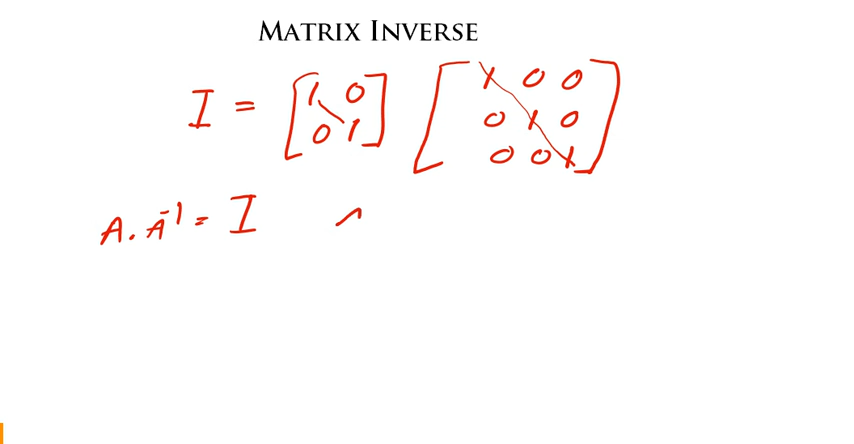 MATRIX INVERSE
I = [1 0 0 1] [1 0 0 0 1 0 0 0 1]
A . A⁻¹ = I